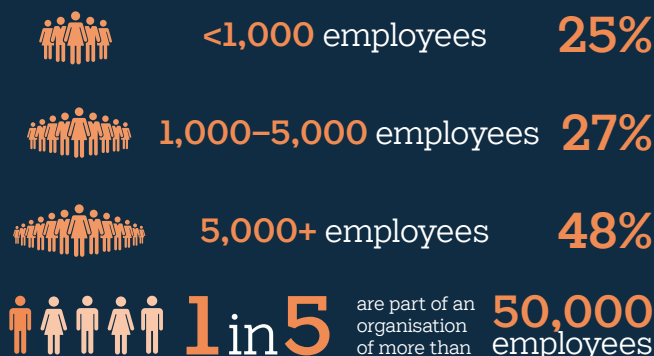 <1,000 employees 25%
1,000–5,000 employees 27%
5,000+ employees 48%
1 in 5 are part of an organisation of more than 50,000 employees